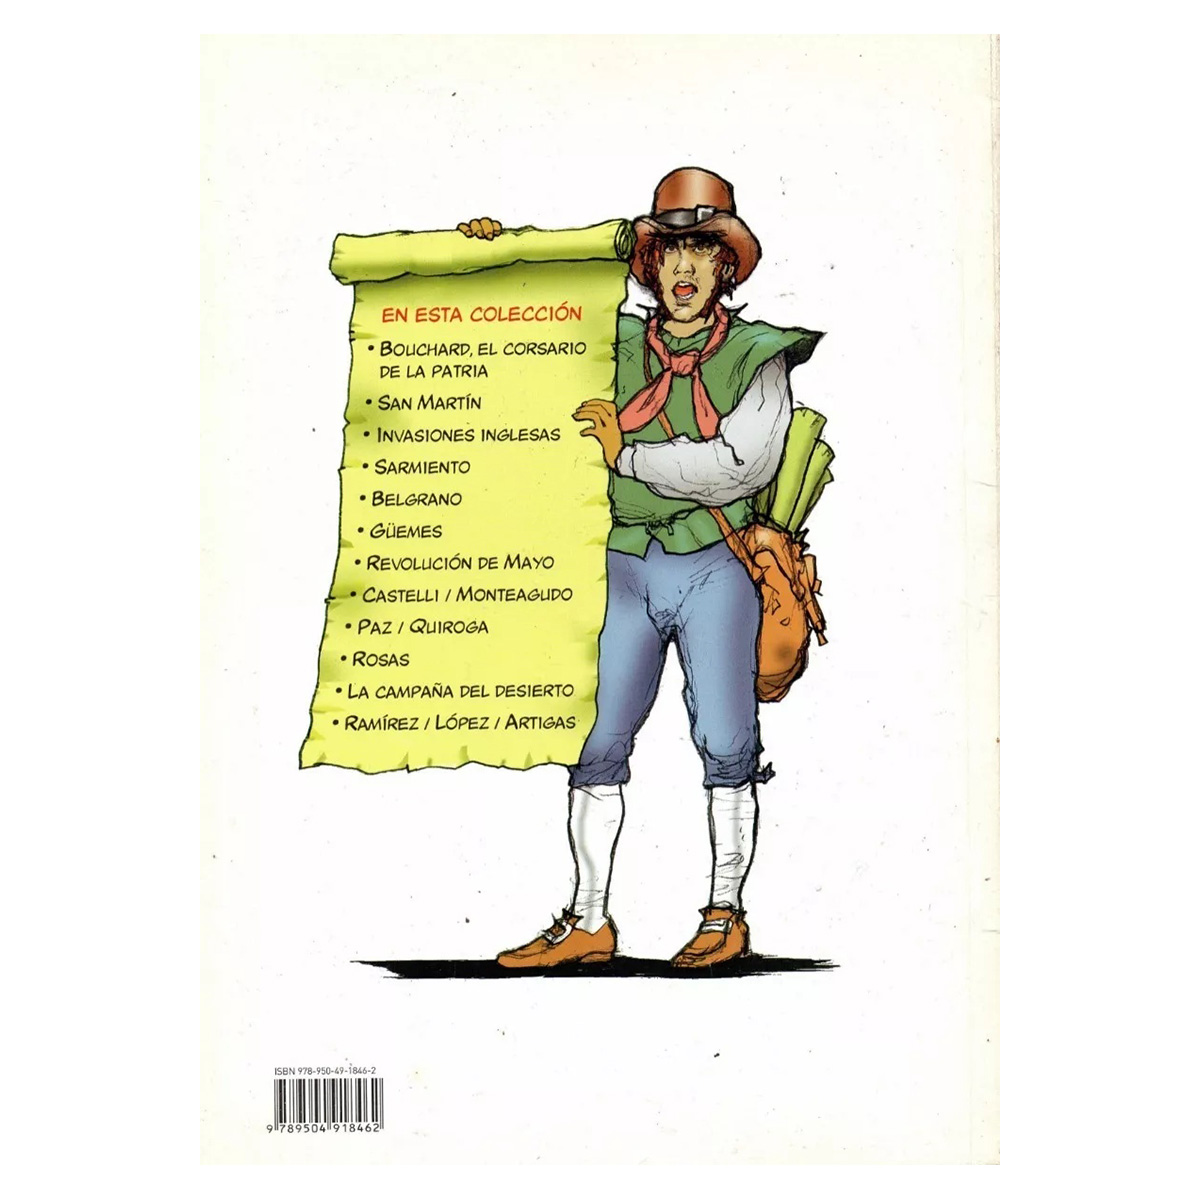 EN ESTA COLECCIÓN
• BOUCHARD, EL CORSARIO
DE LA PATRIA
• SAN MARTÍN
• INVASIONES INGLESAS
• SARMIENTO
• BELGRANO
• GÜEMES
• REVOLUCIÓN DE MAYO
• CASTELLI / MONTEAGUDO
• PAZ / QUIROGA
• ROSAS
• LA CAMPAÑA DEL DESIERTO
• RAMÍREZ / LÓPEZ / ARTIGAS
ISBN 978-950-49-1846-2
9 789504 918462